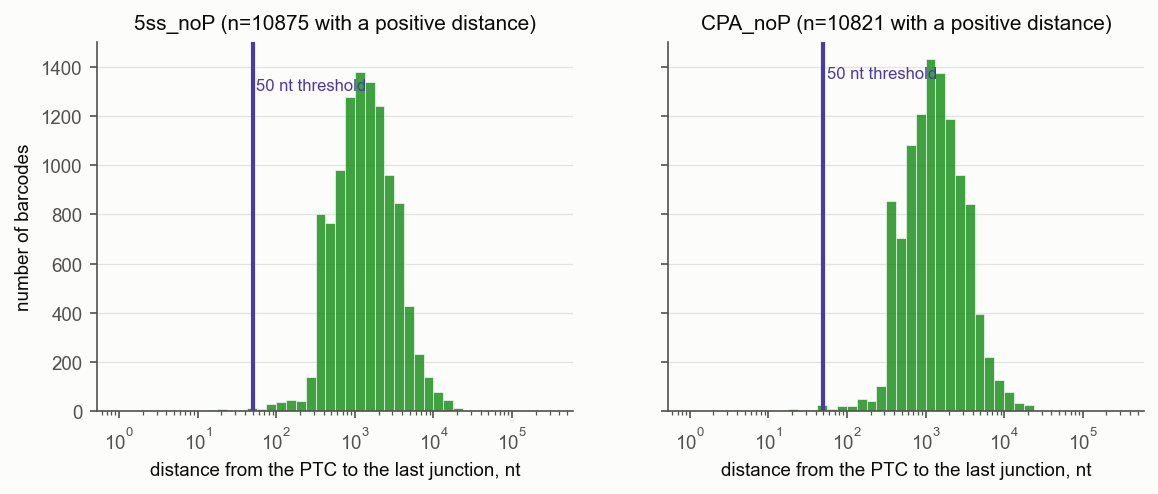 5ss_noP (n=10875 with a positive distance)
CPA_noP (n=10821 with a positive distance)
number of barcodes
1400
1200
1000
800
600
400
200
0
50 nt threshold
50 nt threshold
10⁰ 10¹ 10² 10³ 10⁴ 10⁵
10⁰ 10¹ 10² 10³ 10⁴ 10⁵
distance from the PTC to the last junction, nt
distance from the PTC to the last junction, nt